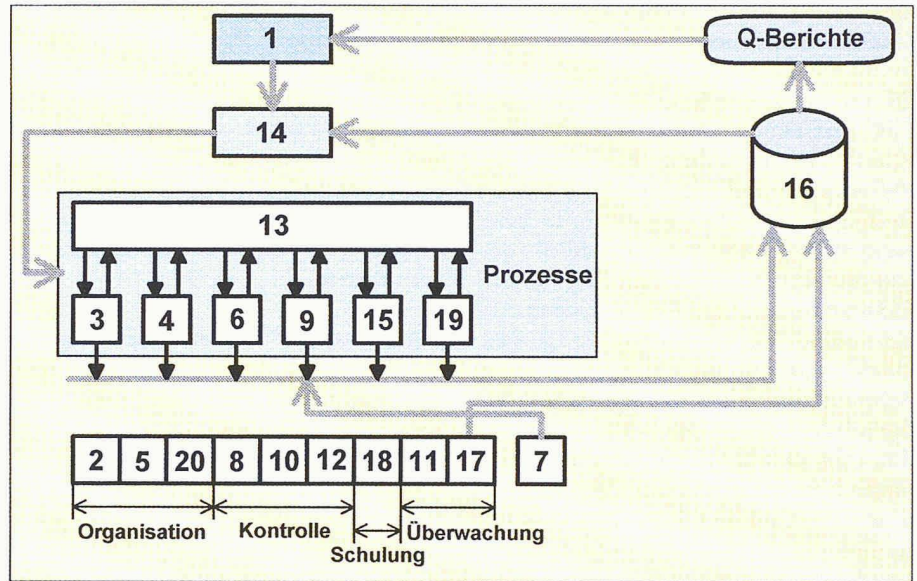 1
Q-Berichte
14
16
13
Prozesse
3 4 6 9 15 19
2 5 20 8 10 12 18 11 17 7
Organisation Kontrolle Überwachung
Schulung